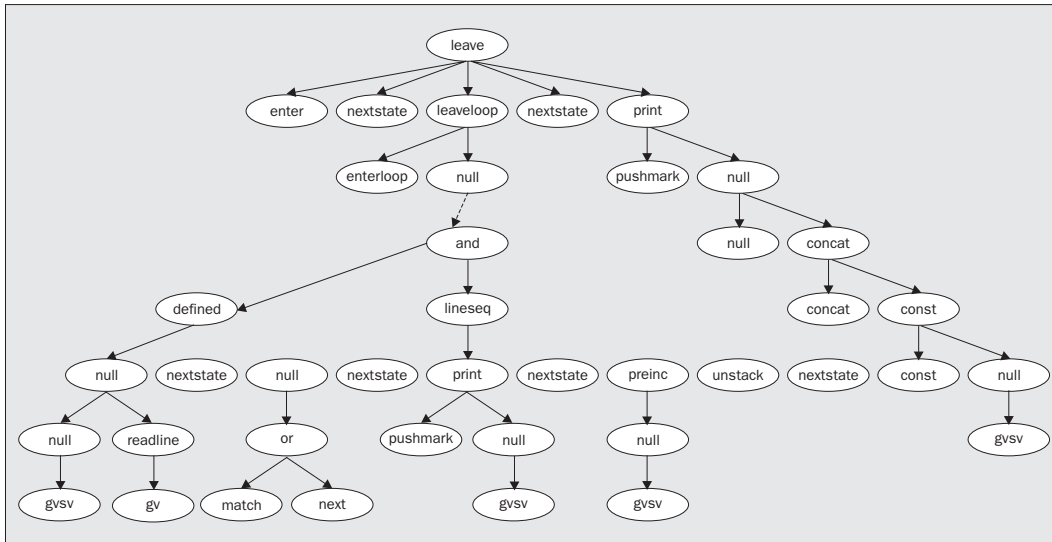 leave
enter nextstate leaveloop nextstate print
enterloop null pushmark null
and null concat
defined lineseq concat const
null nextstate null nextstate print nextstate preinc unstack nextstate const null
null readline or pushmark null null gvsv
gvsv gv match next gvsv gvsv